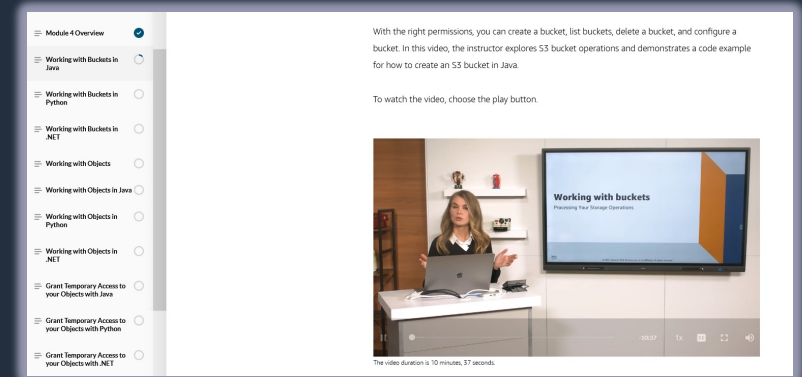 Module 4 Overview
Working with Buckets in
Java
Working with Buckets in
Python
Working with Buckets in
.NET
Working with Objects
Working with Objects in Java
Working with Objects in
Python
Working with Objects in
.NET
Grant Temporary Access to
your Objects with Java
Grant Temporary Access to
your Objects with Python
Grant Temporary Access to
your Objects with .NET
With the right permissions, you can create a bucket, list buckets, delete a bucket, and configure a
bucket. In this video, the instructor explores S3 bucket operations and demonstrates a code example
for how to create an S3 bucket in Java.
To watch the video, choose the play button.
Working with buckets
Processing Your Storage Operations
1x
The video duration is 10 minutes, 37 seconds.